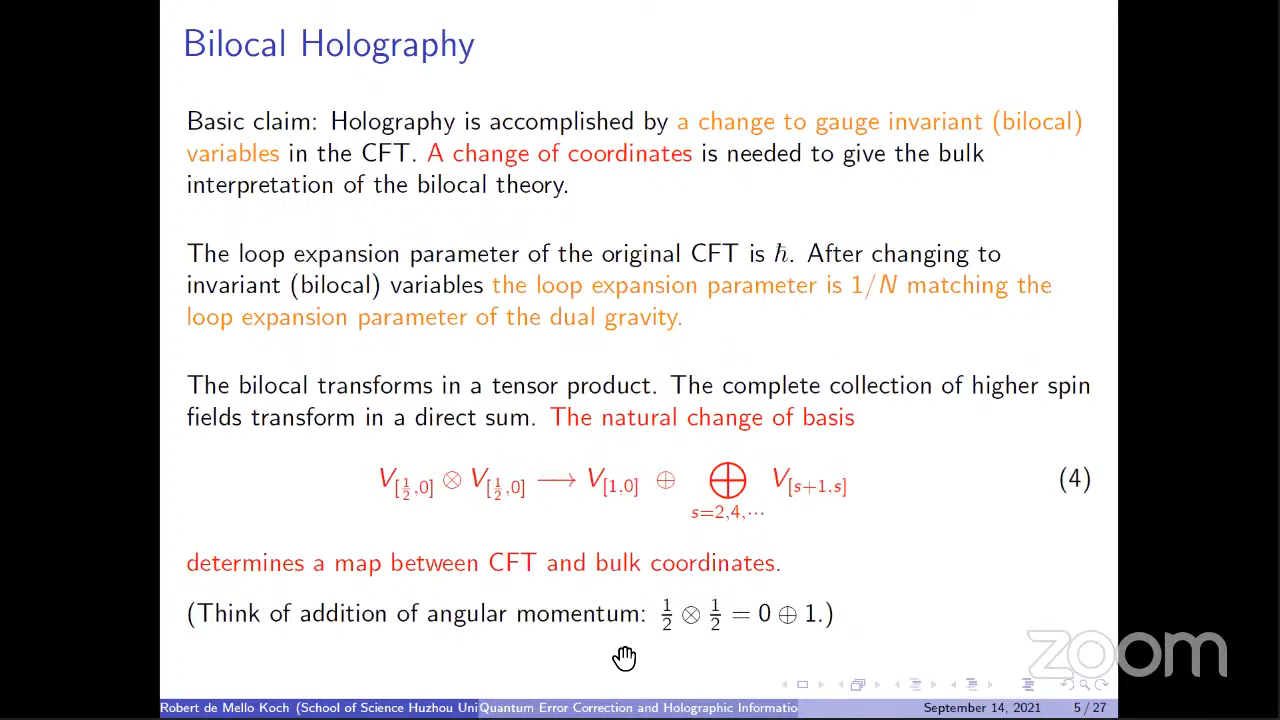 Bilocal Holography
Basic claim: Holography is accomplished by a change to gauge invariant (bilocal)
variables in the CFT. A change of coordinates is needed to give the bulk
interpretation of the bilocal theory.
The loop expansion parameter of the original CFT is ℏ. After changing to
invariant (bilocal) variables the loop expansion parameter is 1/N matching the
loop expansion parameter of the dual gravity.
The bilocal transforms in a tensor product. The complete collection of higher spin
fields transform in a direct sum. The natural change of basis
V_{[1/2,0]} ⊗ V_{[1/2,0]} ⟶ V_{[1,0]} ⊕ ⨁_{s=2,4,⋯} V_{[s+1,s]} (4)
determines a map between CFT and bulk coordinates.
(Think of addition of angular momentum: 1/2 ⊗ 1/2 = 0 ⊕ 1.)
zoom
Robert de Mello Koch (School of Science Huzhou Uni Quantum Error Correction and Holographic Informatio September 14, 2021 5 / 27